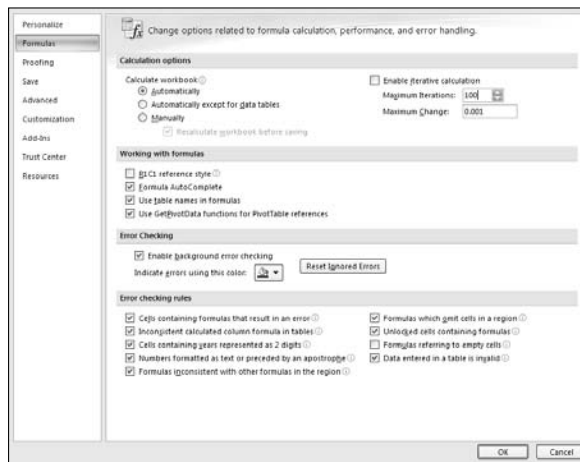 Personalize
Formulas
Proofing
Save
Advanced
Customization
Add-Ins
Trust Center
Resources
Change options related to formula calculation, performance, and error handling.
Calculation options
Calculate workbook
Automatically
Automatically except for data tables
Manually
Recalculate workbook before saving
Enable iterative calculation
Maximum Iterations: 100
Maximum Change: 0.001
Working with formulas
R1C1 reference style
Formula AutoComplete
Use table names in formulas
Use GetPivotData functions for PivotTable references
Error Checking
Enable background error checking
Indicate errors using this color:
Reset Ignored Errors
Error checking rules
Cells containing formulas that result in an error
Inconsistent calculated column formula in tables
Cells containing years represented as 2 digits
Numbers formatted as text or preceded by an apostrophe
Formulas inconsistent with other formulas in the region
Formulas which omit cells in a region
Unlocked cells containing formulas
Formulas referring to empty cells
Data entered in a table is invalid
OK
Cancel